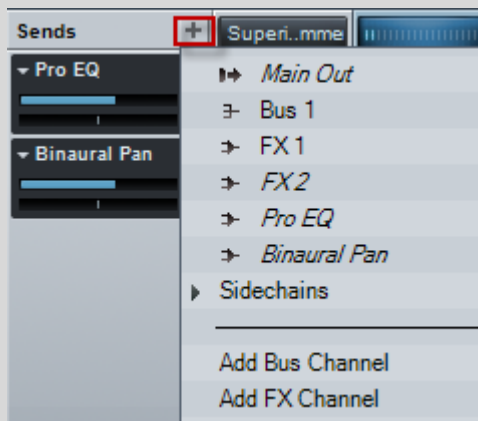 Sends + Superi..mme
Pro EQ
Binaural Pan
Main Out
Bus 1
FX 1
FX 2
Pro EQ
Binaural Pan
Sidechains
Add Bus Channel
Add FX Channel